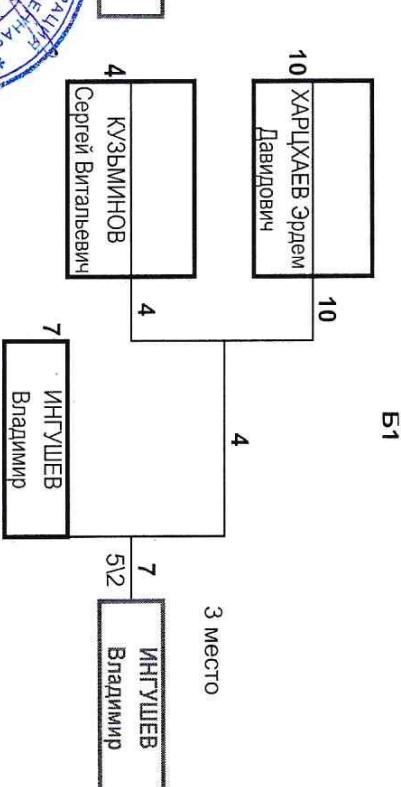 Б1
10
ХАРЦХАЕВ Эрдем
Давидович
10
4
КУЗЬМИНОВ
Сергей Витальевич
4
4
7
ИНГУШЕВ
Владимир
7
5\2
3 место
ИНГУШЕВ
Владимир